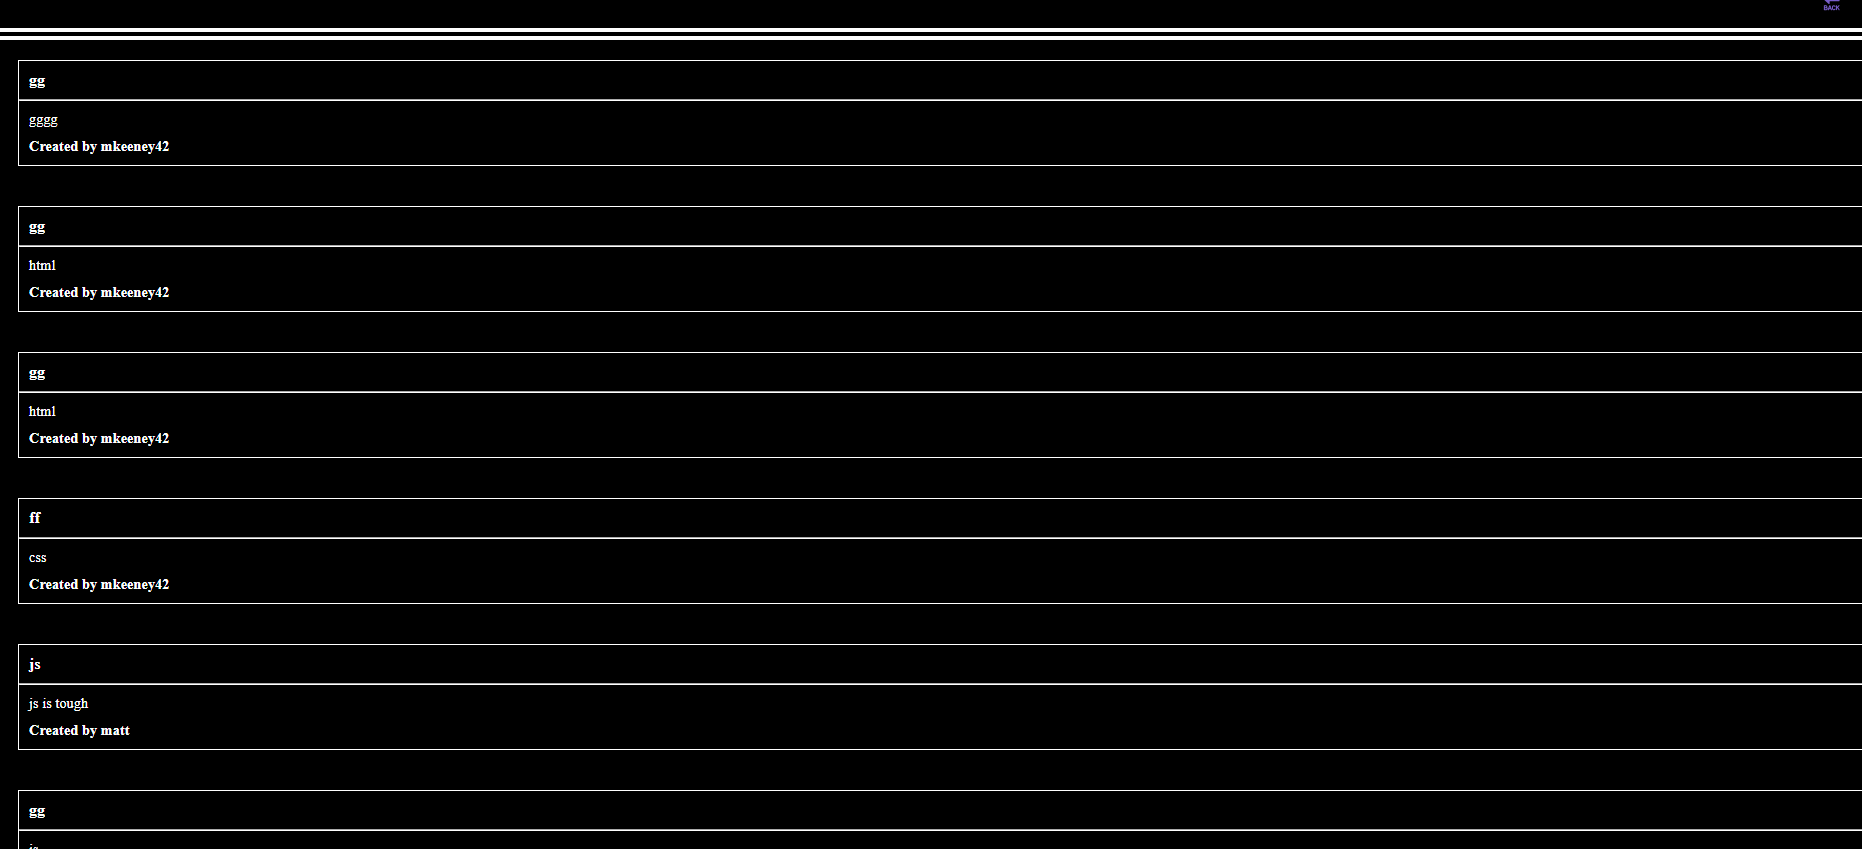 BACK
gg
gggg
Created by mkeeney42
gg
html
Created by mkeeney42
gg
html
Created by mkeeney42
ff
css
Created by mkeeney42
js
js is tough
Created by matt
gg